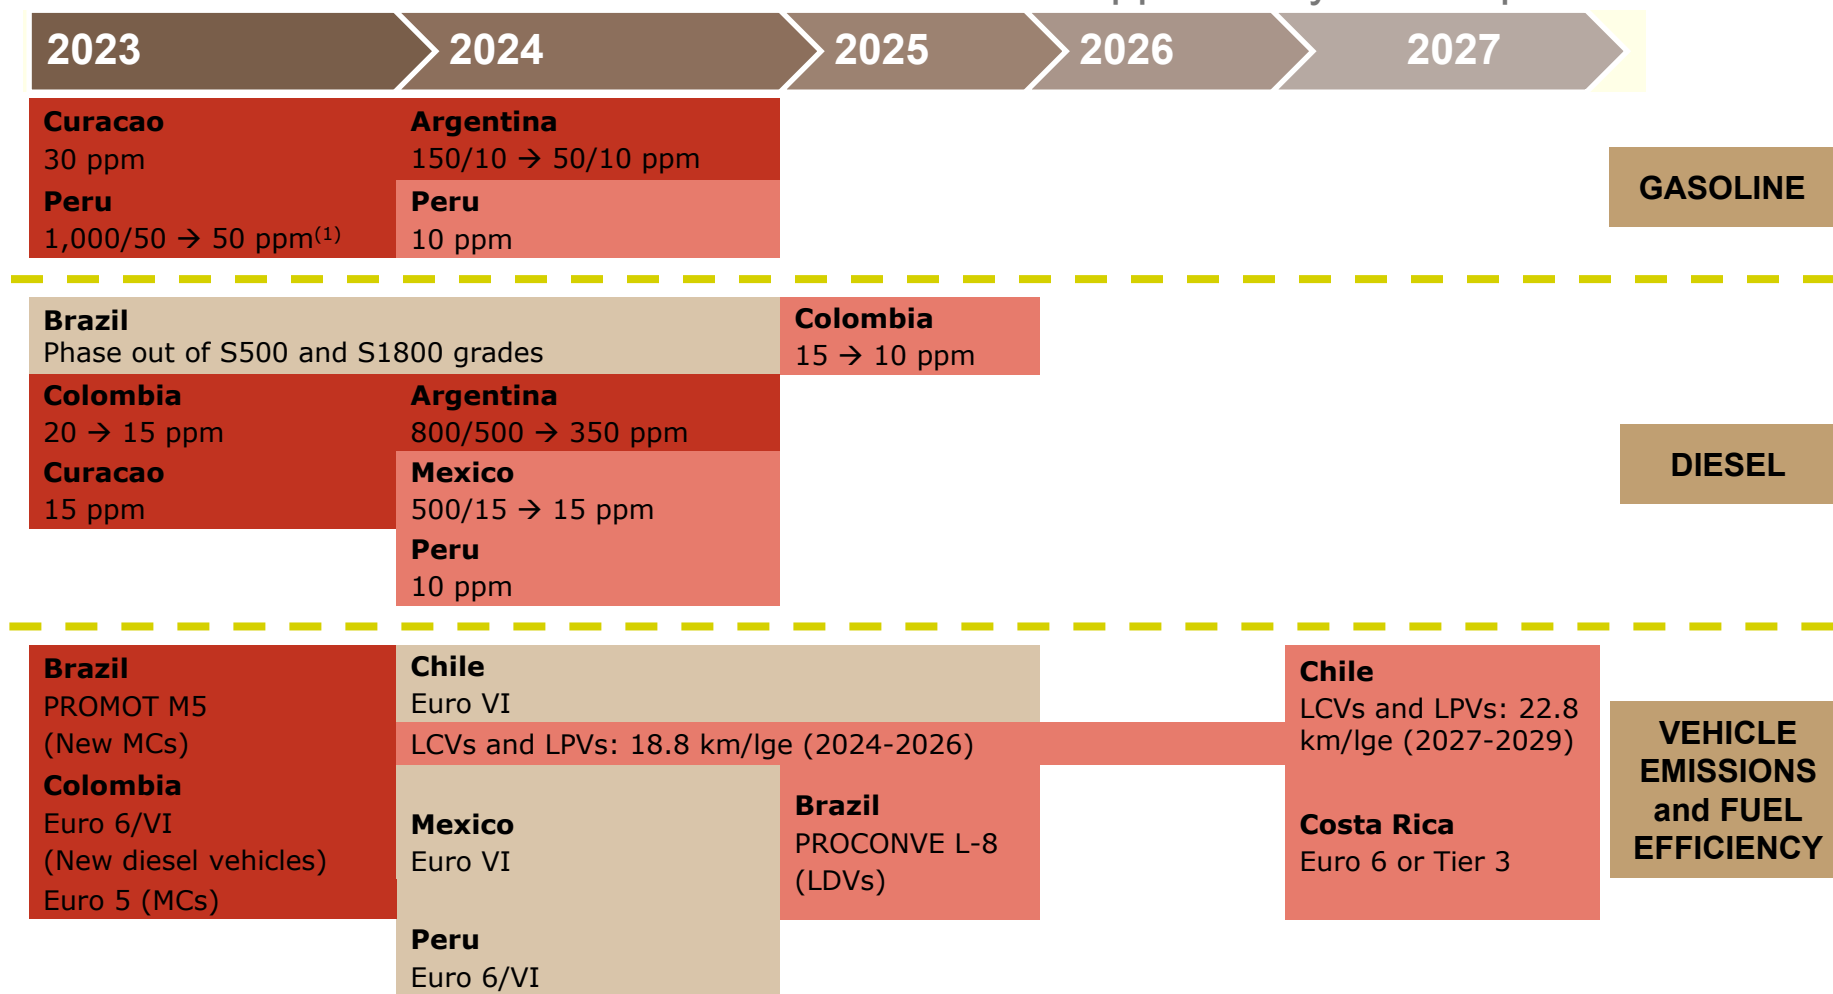 2023
2024
2025
2026
2027
Curacao
30 ppm
Peru
1,000/50 → 50 ppm(1)
Argentina
150/10 → 50/10 ppm
Peru
10 ppm
GASOLINE
Brazil
Phase out of S500 and S1800 grades
Colombia
15 → 10 ppm
Colombia
20 → 15 ppm
Curacao
15 ppm
Argentina
800/500 → 350 ppm
Mexico
500/15 → 15 ppm
Peru
10 ppm
DIESEL
Brazil
PROMOT M5
(New MCs)
Colombia
Euro 6/VI
(New diesel vehicles)
Euro 5 (MCs)
Chile
Euro VI
LCVs and LPVs: 18.8 km/lge (2024-2026)
Mexico
Euro VI
Peru
Euro 6/VI
Brazil
PROCONVE L-8
(LDVs)
Chile
LCVs and LPVs: 22.8
km/lge (2027-2029)
Costa Rica
Euro 6 or Tier 3
VEHICLE
EMISSIONS
and FUEL
EFFICIENCY